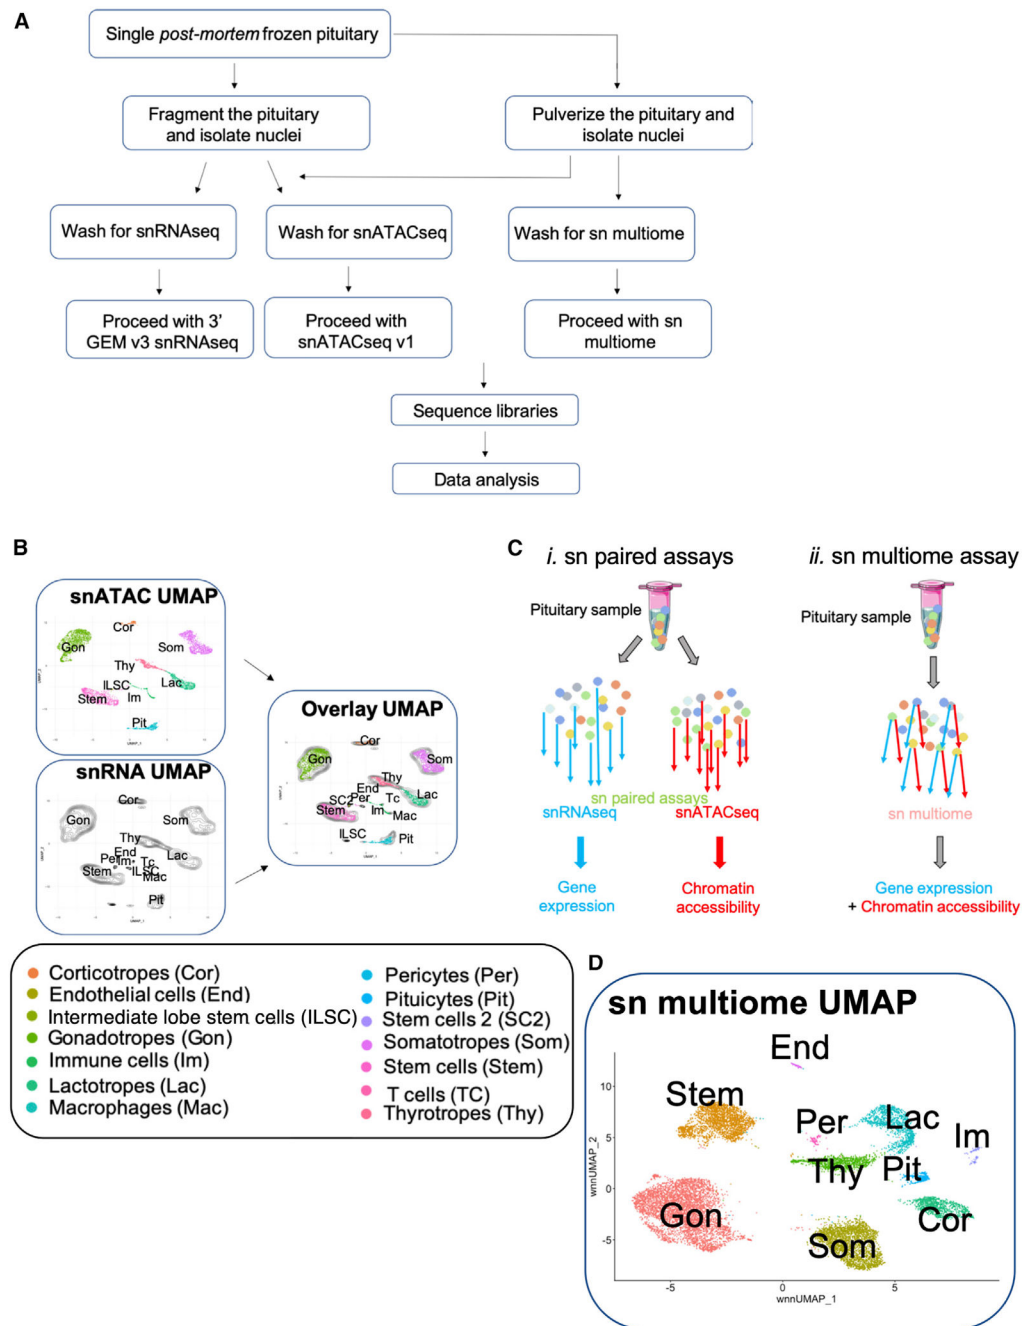 A
Single post-mortem frozen pituitary
Fragment the pituitary
and isolate nuclei
Pulverize the pituitary and
isolate nuclei
Wash for snRNAseq
Wash for snATACseq
Wash for sn multiome
Proceed with 3'
GEM v3 snRNAseq
Proceed with
snATACseq v1
Proceed with sn
multiome
Sequence libraries
Data analysis
B
snATAC UMAP
Cor
Gon
Som
Thy
ILSC
Lac
Stem
Im
Pit
UMAP_1
snRNA UMAP
Cor
Gon
Som
Thy
End
Per
Im
Tc
Lac
Stem
ILSC
Mac
Pit
UMAP_1
Overlay UMAP
Cor
Gon
Som
Thy
End
SC2
Per
Tc
Lac
Stem
Im
Mac
ILSC
Pit
UMAP_1
Corticotropes (Cor)
Endothelial cells (End)
Intermediate lobe stem cells (ILSC)
Gonadotropes (Gon)
Immune cells (Im)
Lactotropes (Lac)
Macrophages (Mac)
Pericytes (Per)
Pituicytes (Pit)
Stem cells 2 (SC2)
Somatotropes (Som)
Stem cells (Stem)
T cells (TC)
Thyrotropes (Thy)
C
i. sn paired assays
Pituitary sample
sn paired assays
snRNAseq
snATACseq
Gene
expression
Chromatin
accessibility
ii. sn multiome assay
Pituitary sample
sn multiome
Gene expression
+ Chromatin accessibility
D
sn multiome UMAP
End
Stem
Per
Lac
Im
Thy
Pit
Gon
Cor
Som
wnnUMAP_2
10
5
0
-5
-5
0
5
wnnUMAP_1